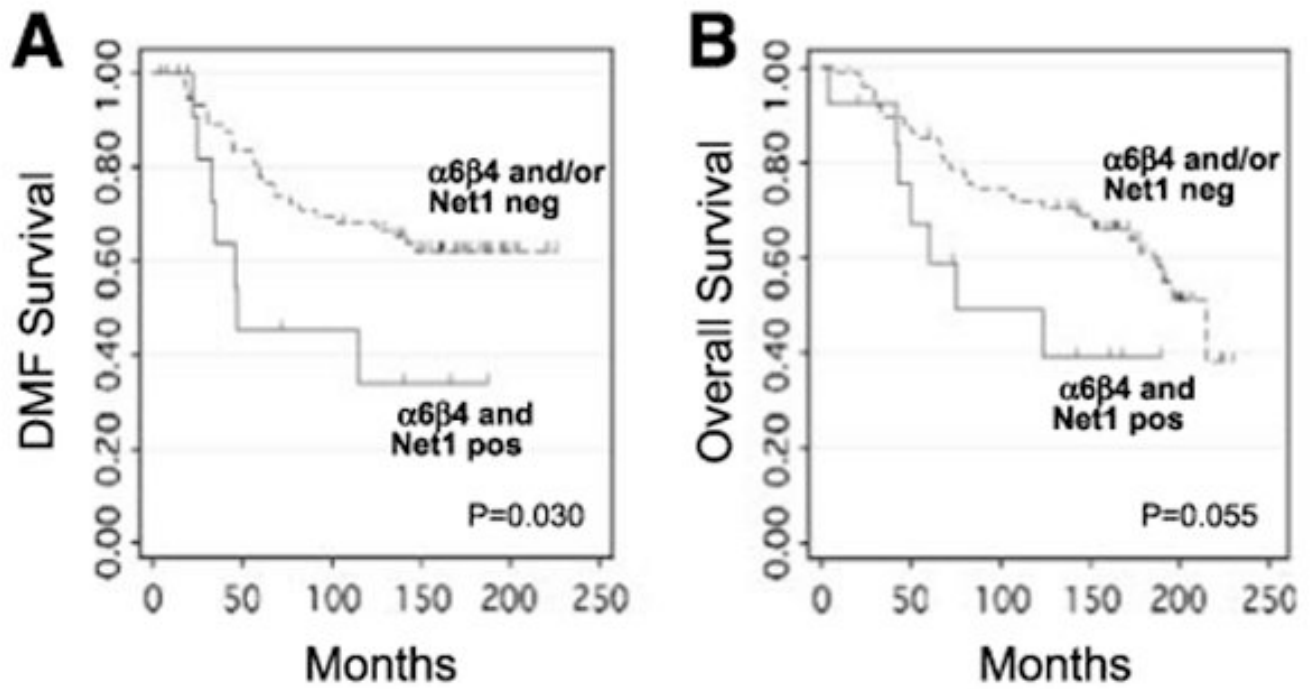 A
DMF Survival
1.00
0.80
0.60
0.40
0.20
0.00
α6β4 and/or
Net1 neg
α6β4 and
Net1 pos
P=0.030
0 50 100 150 200 250
Months
B
Overall Survival
1.00
0.80
0.60
0.40
0.20
0.00
α6β4 and/or
Net1 neg
α6β4 and
Net1 pos
P=0.055
0 50 100 150 200 250
Months